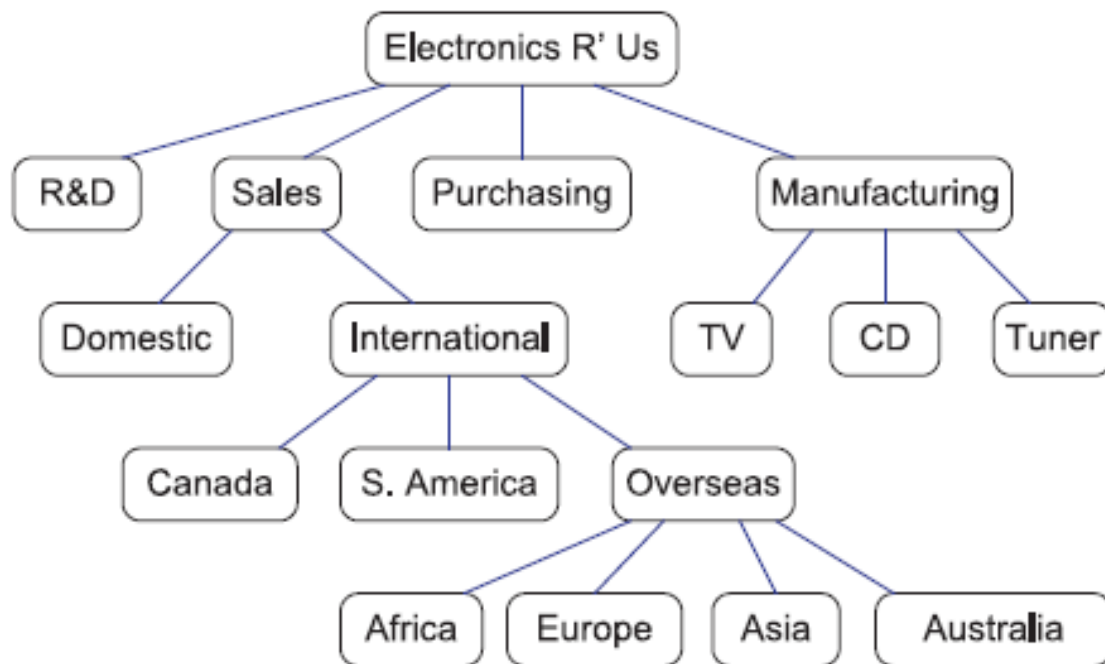 Electronics R' Us
R&D Sales Purchasing Manufacturing
Domestic International TV CD Tuner
Canada S. America Overseas
Africa Europe Asia Australia